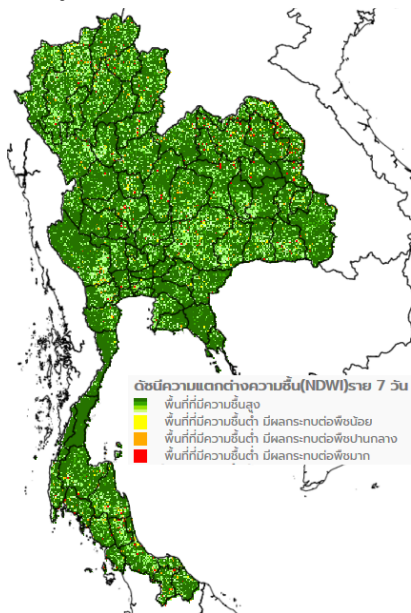 ดัชนีความแตกต่างความชื้น(NDWI)ราย 7 วัน
พื้นที่ที่มีความชื้นสูง
พื้นที่ที่มีความชื้นต่ำ มีผลกระทบต่อพืชน้อย
พื้นที่ที่มีความชื้นต่ำ มีผลกระทบต่อพืชปานกลาง
พื้นที่ที่มีความชื้นต่ำ มีผลกระทบต่อพืชมาก